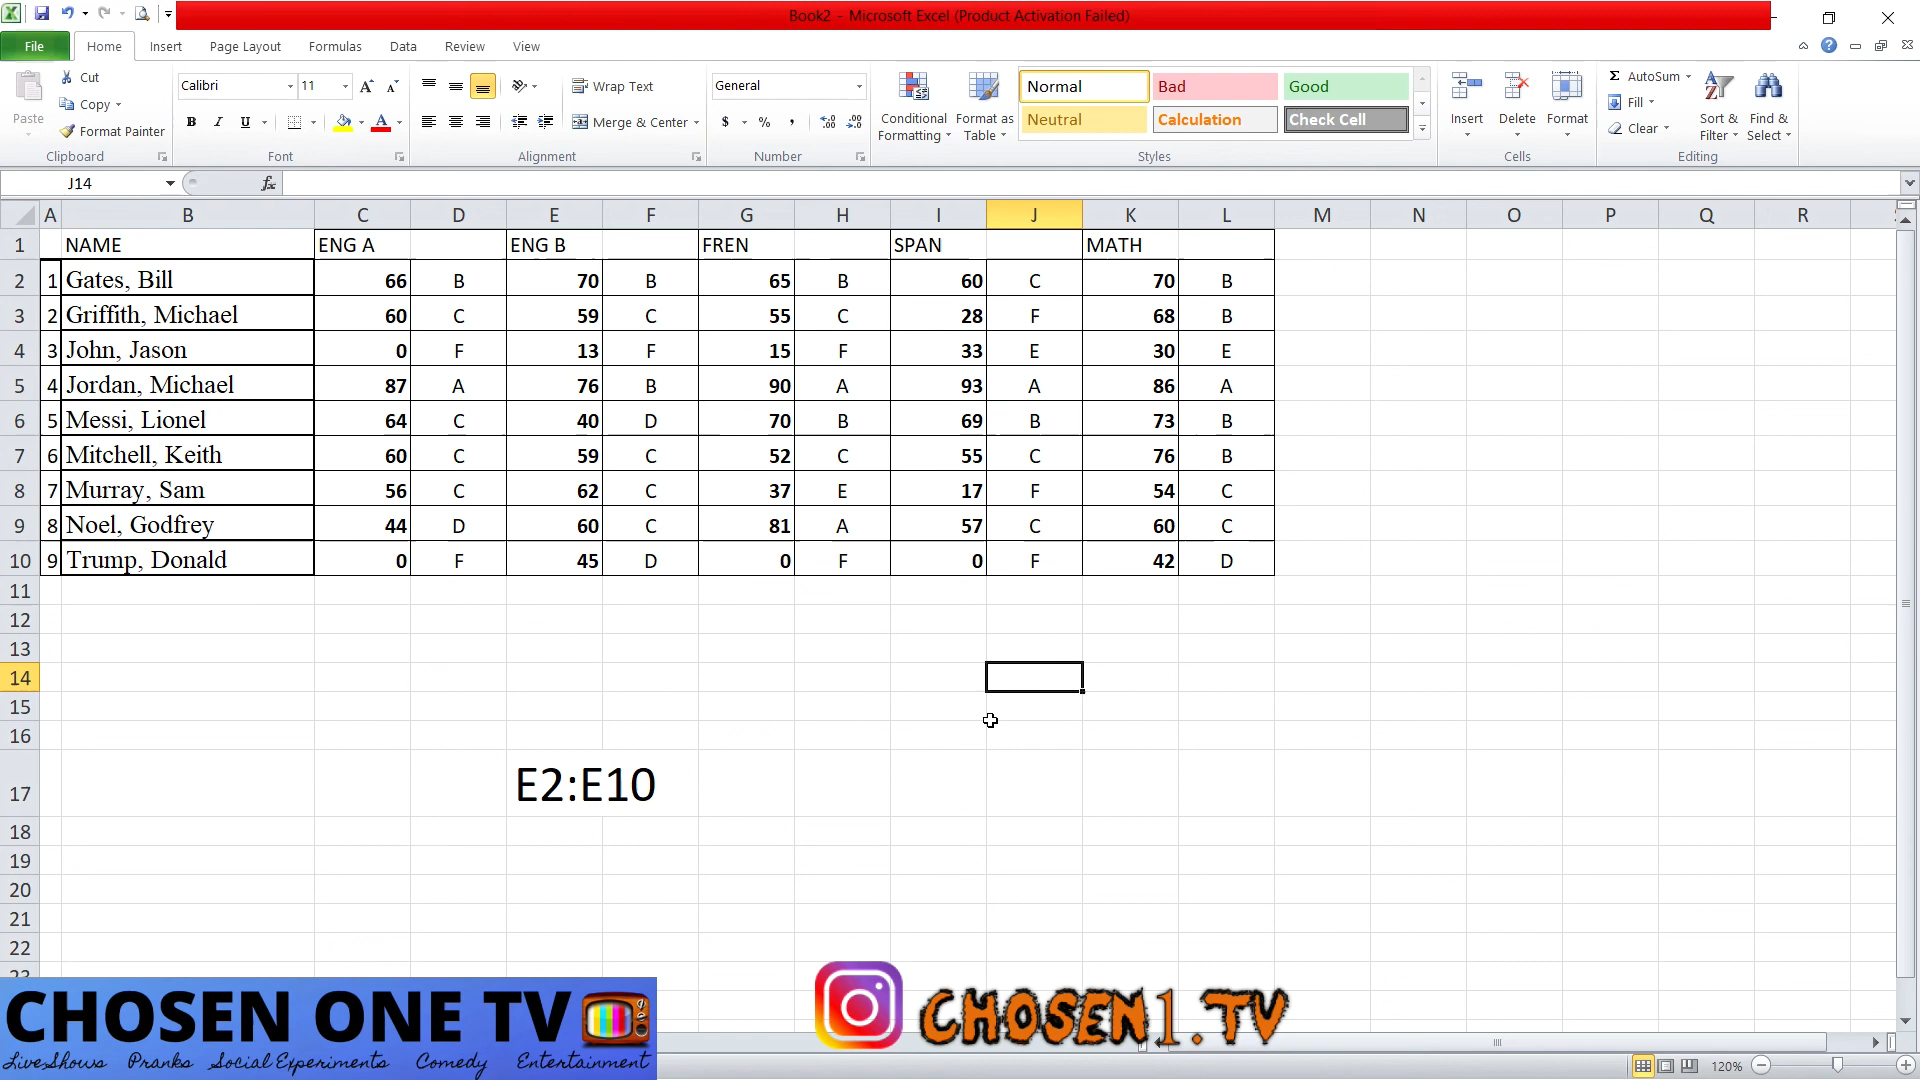 Book2 - Microsoft Excel (Product Activation Failed)
File Home Insert Page Layout Formulas Data Review View
Paste Cut Copy Format Painter
Calibri 11
B I U
Wrap Text
Merge & Center
General
$ % ,
Conditional Formatting
Format as Table
Normal Bad Good
Neutral Calculation Check Cell
Insert Delete Format
Σ AutoSum
Fill
Clear
Sort & Filter
Find & Select
Clipboard Font Alignment Number Styles Cells Editing
J14 fx
A B C D E F G H I J K L M N O P Q R
1 NAME ENG A ENG B FREN SPAN MATH
2 1 Gates, Bill 66 B 70 B 65 B 60 C 70 B
3 2 Griffith, Michael 60 C 59 C 55 C 28 F 68 B
4 3 John, Jason 0 F 13 F 15 F 33 E 30 E
5 4 Jordan, Michael 87 A 76 B 90 A 93 A 86 A
6 5 Messi, Lionel 64 C 40 D 70 B 69 B 73 B
7 6 Mitchell, Keith 60 C 59 C 52 C 55 C 76 B
8 7 Murray, Sam 56 C 62 C 37 E 17 F 54 C
9 8 Noel, Godfrey 44 D 60 C 81 A 57 C 60 C
10 9 Trump, Donald 0 F 45 D 0 F 0 F 42 D
11
12
13
14
15
16
17 E2:E10
18
19
20
21
22
CHOSEN ONE TV
LiveShows Pranks Social Experiments Comedy Entertainment
CHOSEN1.TV
120%